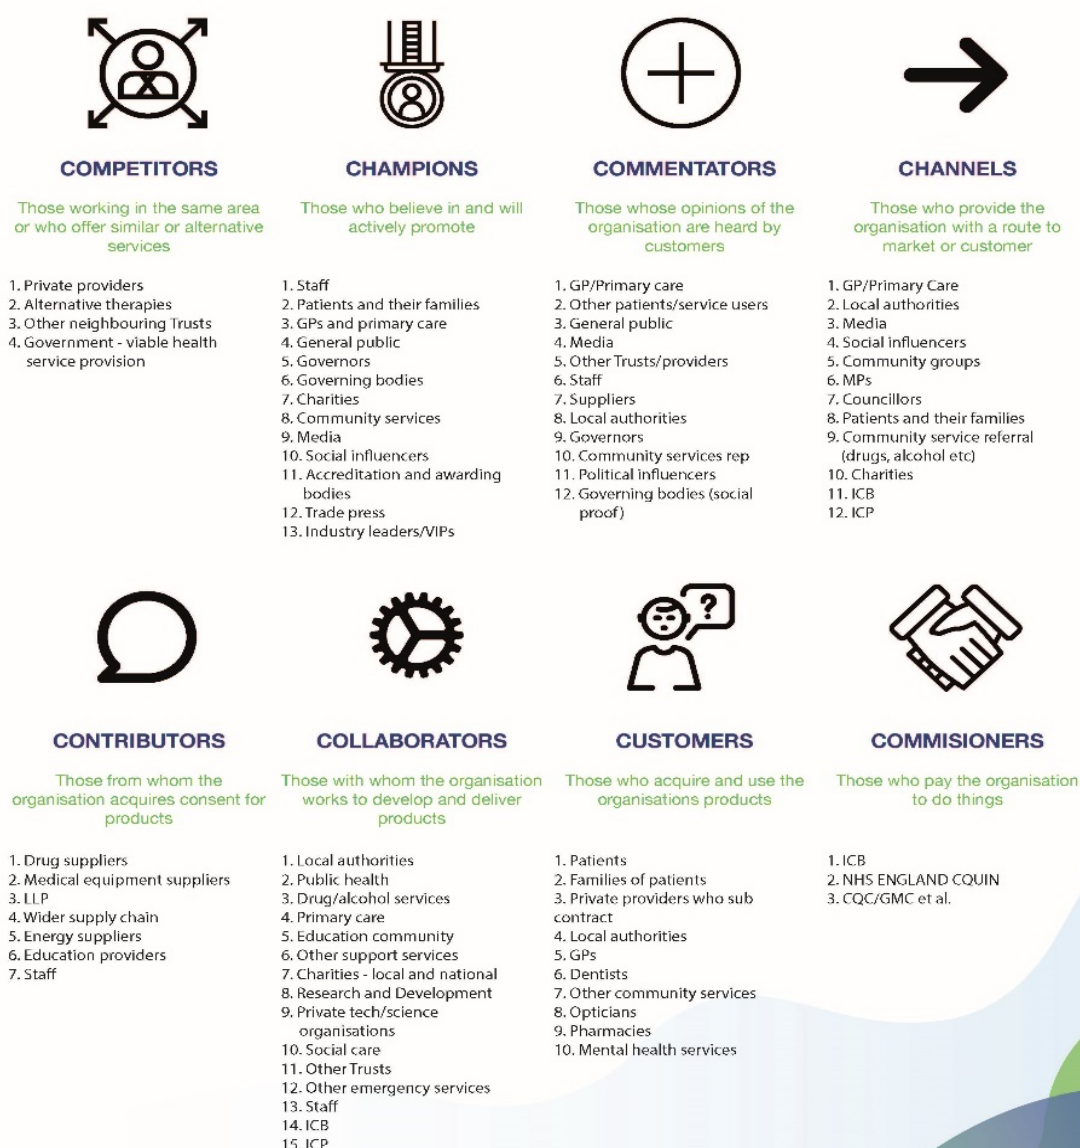 COMPETITORS
Those working in the same area
or who offer similar or alternative
services
1. Private providers
2. Alternative therapies
3. Other neighbouring Trusts
4. Government - viable health
service provision
CHAMPIONS
Those who believe in and will
actively promote
1. Staff
2. Patients and their families
3. GPs and primary care
4. General public
5. Governors
6. Governing bodies
7. Charities
8. Community services
9. Media
10. Social influencers
11. Accreditation and awarding
bodies
12. Trade press
13. Industry leaders/VIPs
COMMENTATORS
Those whose opinions of the
organisation are heard by
customers
1. GP/Primary care
2. Other patients/service users
3. General public
4. Media
5. Other Trusts/providers
6. Staff
7. Suppliers
8. Local authorities
9. Governors
10. Community services rep
11. Political influencers
12. Governing bodies (social
proof)
CHANNELS
Those who provide the
organisation with a route to
market or customer
1. GP/Primary Care
2. Local authorities
3. Media
4. Social influencers
5. Community groups
6. MPs
7. Councillors
8. Patients and their families
9. Community service referral
(drugs, alcohol etc)
10. Charities
11. ICB
12. ICP
CONTRIBUTORS
Those from whom the
organisation acquires consent for
products
1. Drug suppliers
2. Medical equipment suppliers
3. LLP
4. Wider supply chain
5. Energy suppliers
6. Education providers
7. Staff
COLLABORATORS
Those with whom the organisation
works to develop and deliver
products
1. Local authorities
2. Public health
3. Drug/alcohol services
4. Primary care
5. Education community
6. Other support services
7. Charities - local and national
8. Research and Development
9. Private tech/science
organisations
10. Social care
11. Other Trusts
12. Other emergency services
13. Staff
14. ICB
15. ICP
?
CUSTOMERS
Those who acquire and use the
organisations products
1. Patients
2. Families of patients
3. Private providers who sub
contract
4. Local authorities
5. GPs
6. Dentists
7. Other community services
8. Opticians
9. Pharmacies
10. Mental health services
COMMISIONERS
Those who pay the organisation
to do things
1. ICB
2. NHS ENGLAND CQUIN
3. CQC/GMC et al.